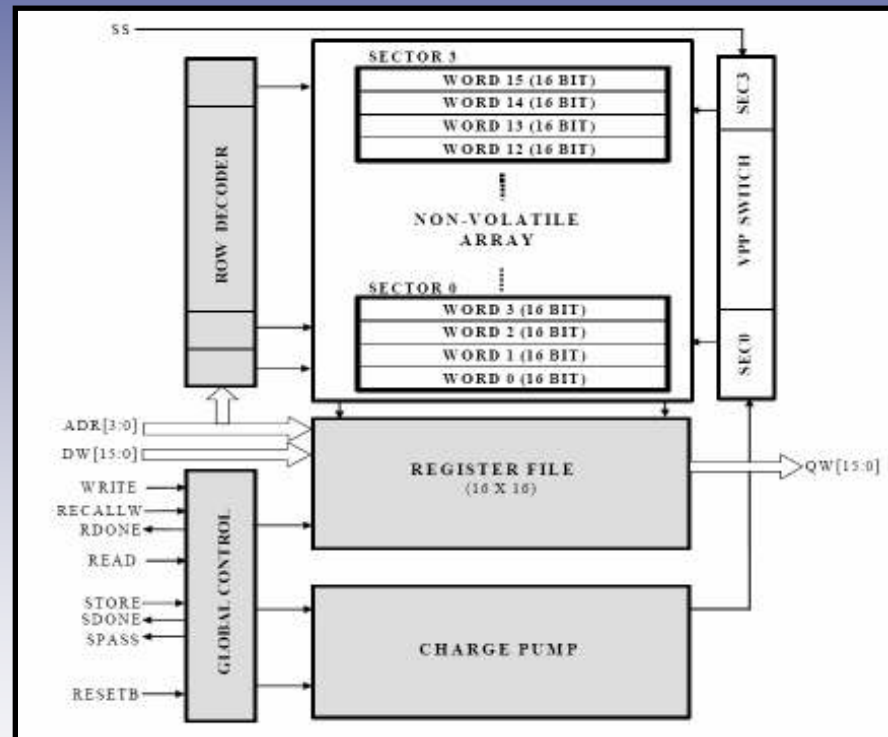 SS
SECTOR 3
WORD 15 (16 BIT)
WORD 14 (16 BIT)
WORD 13 (16 BIT)
WORD 12 (16 BIT)
NON-VOLATILE
ARRAY
SECTOR 0
WORD 3 (16 BIT)
WORD 2 (16 BIT)
WORD 1 (16 BIT)
WORD 0 (16 BIT)
ROW DECODER
SEC3
VPP SWITCH
SEC0
ADR[3:0]
DW[15:0]
REGISTER FILE
(16 X 16)
QW[15:0]
WRITE
RECALLW
RDONE
READ
STORE
SDONE
SPASS
RESETB
GLOBAL CONTROL
CHARGE PUMP